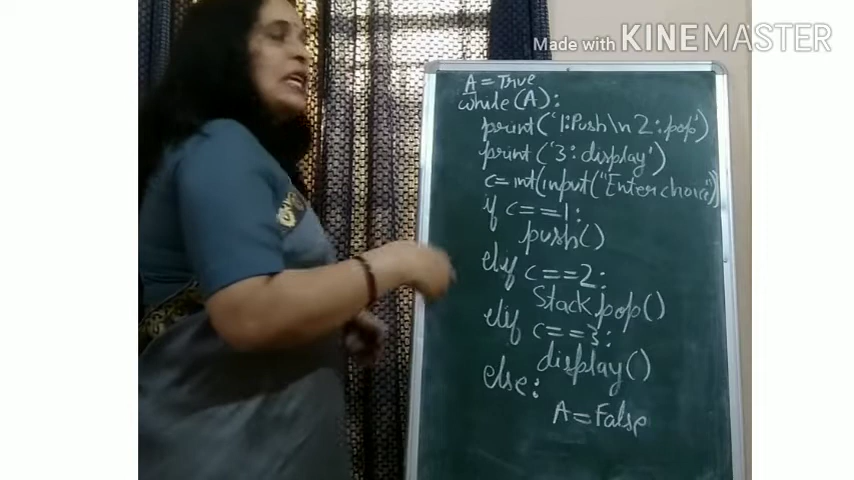 Made with KINEMASTER
A = True
while (A):
print('1:Push\n 2:pop')
print('3:display')
c=int(input("Enter choice"))
if c==1:
push()
elif c==2:
Stack.pop()
elif c==3:
display()
else:
A=False